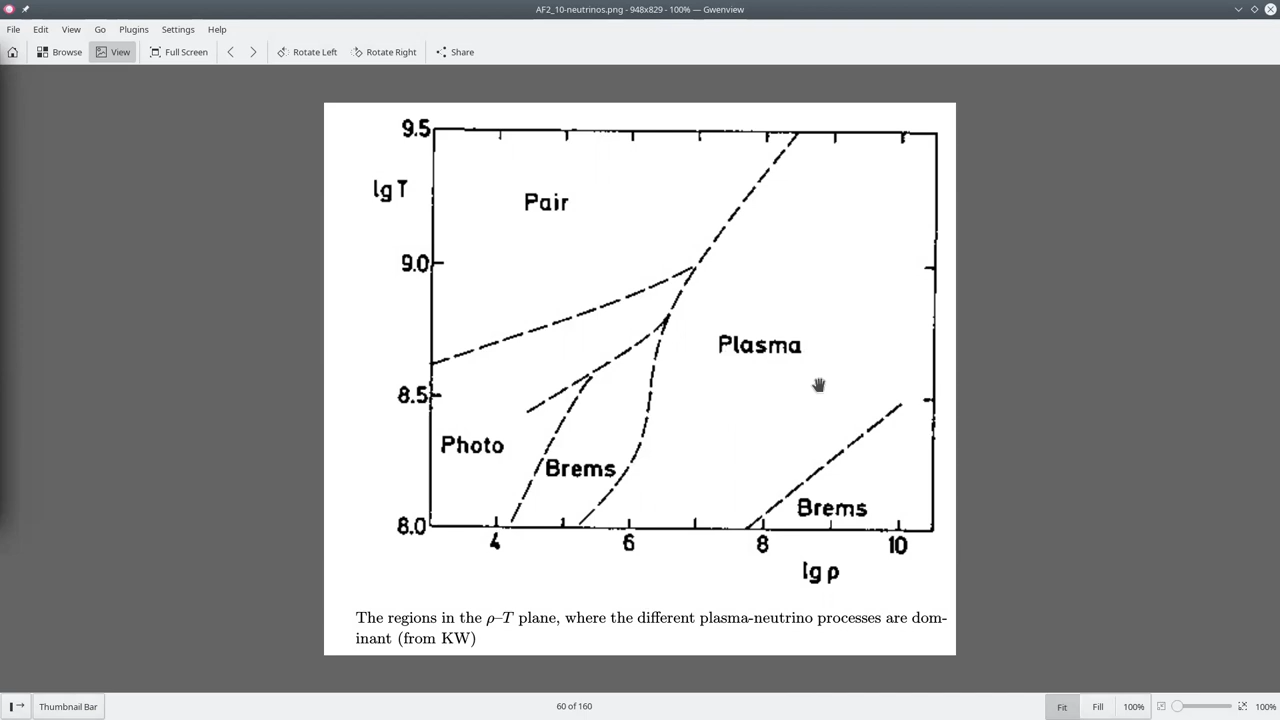 AF2_10-neutrinos.png - 948x829 - 100% — Gwenview
File Edit View Go Plugins Settings Help
Browse View Full Screen Rotate Left Rotate Right Share
9.5
lg T
Pair
9.0
Plasma
8.5
Photo
Brems
Brems
8.0
4 6 8 10
lg ρ
The regions in the ρ–T plane, where the different plasma-neutrino processes are dom-
inant (from KW)
Thumbnail Bar 60 of 160 Fit Fill 100% 100%